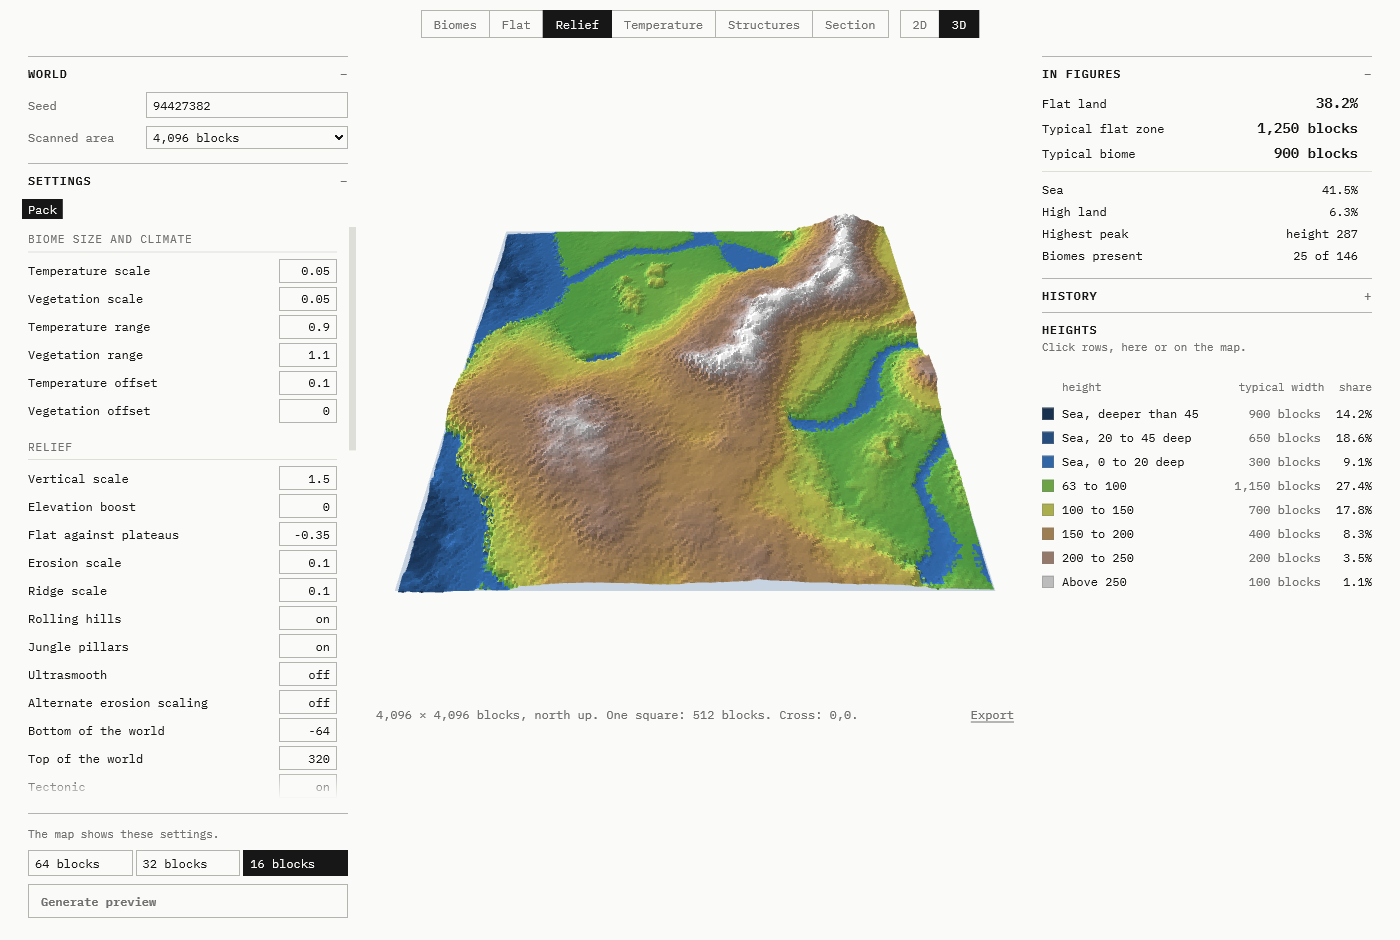 Biomes Flat Relief Temperature Structures Section 2D 3D
WORLD −
Seed 94427382
Scanned area 4,096 blocks
SETTINGS −
Pack
BIOME SIZE AND CLIMATE
Temperature scale 0.05
Vegetation scale 0.05
Temperature range 0.9
Vegetation range 1.1
Temperature offset 0.1
Vegetation offset 0
RELIEF
Vertical scale 1.5
Elevation boost 0
Flat against plateaus -0.35
Erosion scale 0.1
Ridge scale 0.1
Rolling hills on
Jungle pillars on
Ultrasmooth off
Alternate erosion scaling off
Bottom of the world -64
Top of the world 320
Tectonic on
The map shows these settings.
64 blocks 32 blocks 16 blocks
Generate preview
4,096 × 4,096 blocks, north up. One square: 512 blocks. Cross: 0,0. Export
IN FIGURES −
Flat land 38.2%
Typical flat zone 1,250 blocks
Typical biome 900 blocks
Sea 41.5%
High land 6.3%
Highest peak height 287
Biomes present 25 of 146
HISTORY +
HEIGHTS
Click rows, here or on the map.
height typical width share
Sea, deeper than 45 900 blocks 14.2%
Sea, 20 to 45 deep 650 blocks 18.6%
Sea, 0 to 20 deep 300 blocks 9.1%
63 to 100 1,150 blocks 27.4%
100 to 150 700 blocks 17.8%
150 to 200 400 blocks 8.3%
200 to 250 200 blocks 3.5%
Above 250 100 blocks 1.1%